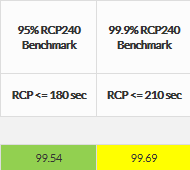 95% RCP240 99.9% RCP240
Benchmark Benchmark
RCP <= 180 sec RCP <= 210 sec
99.54 99.69